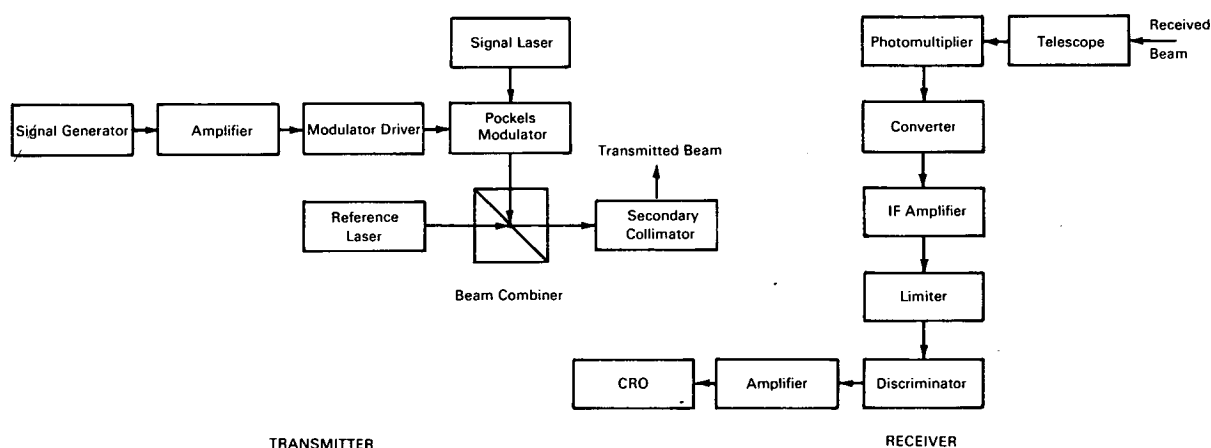 Signal Laser
Signal Generator
Amplifier
Modulator Driver
Pockels
Modulator
Transmitted Beam
Reference
Laser
Secondary
Collimator
Beam Combiner
TRANSMITTER
Photomultiplier
Telescope
Received
Beam
Converter
IF Amplifier
Limiter
CRO
Amplifier
Discriminator
RECEIVER